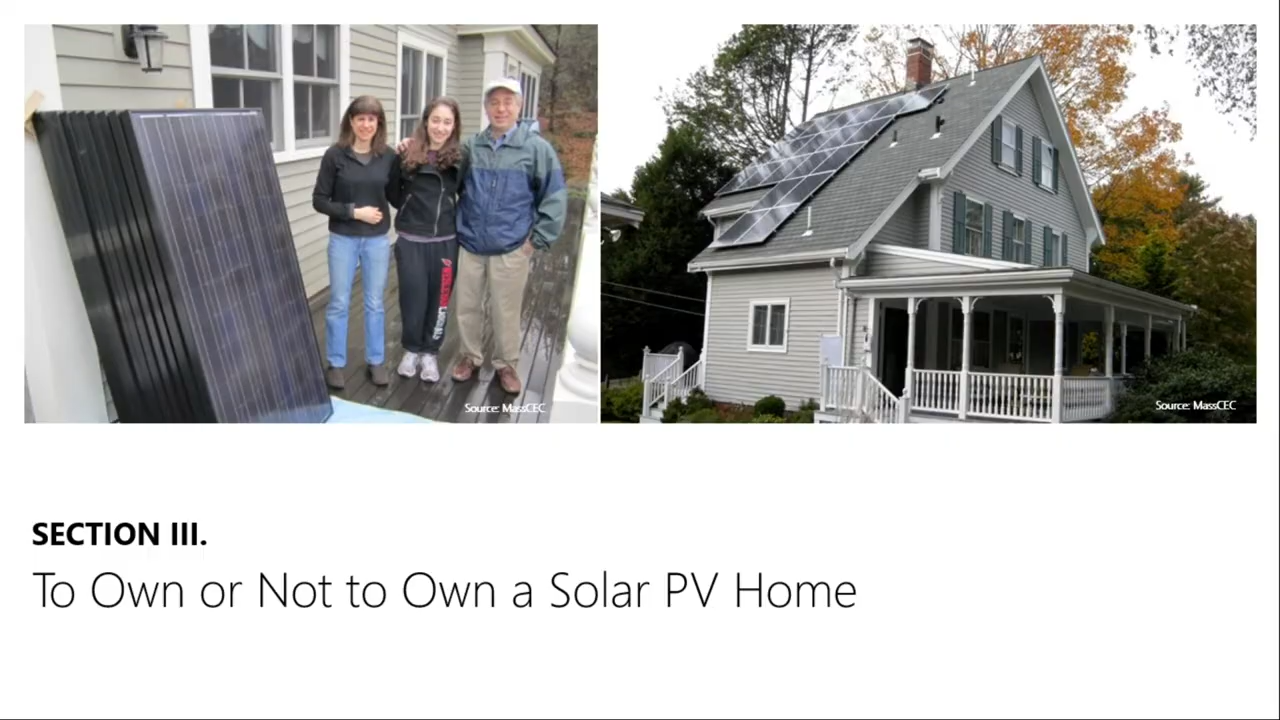 Source: MassCEC
Source: MassCEC
SECTION III.
To Own or Not to Own a Solar PV Home